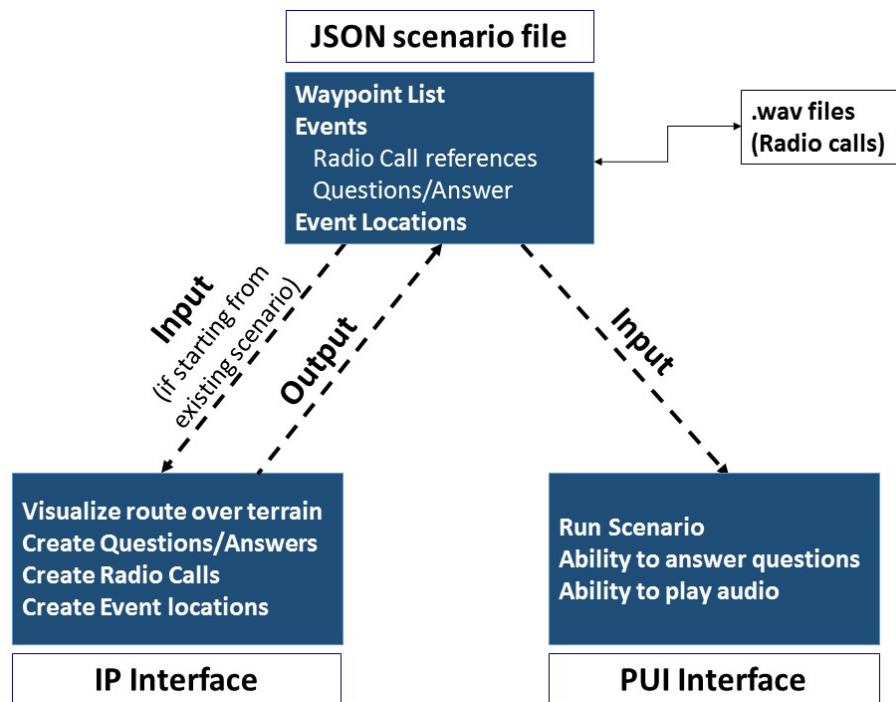 JSON scenario file
Waypoint List
Events
Radio Call references
Questions/Answer
Event Locations
.wav files
(Radio calls)
Input
(if starting from
existing scenario)
Output
Input
Visualize route over terrain
Create Questions/Answers
Create Radio Calls
Create Event locations
IP Interface
Run Scenario
Ability to answer questions
Ability to play audio
PUI Interface